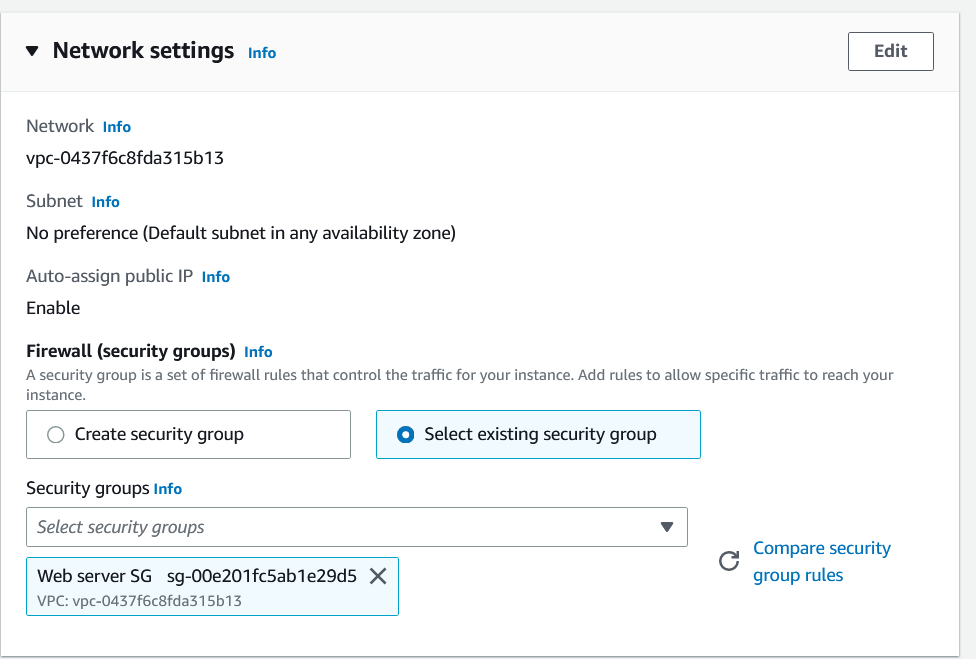 Network settings Info
Edit
Network Info
vpc-0437f6c8fda315b13
Subnet Info
No preference (Default subnet in any availability zone)
Auto-assign public IP Info
Enable
Firewall (security groups) Info
A security group is a set of firewall rules that control the traffic for your instance. Add rules to allow specific traffic to reach your
instance.
Create security group
Select existing security group
Security groups Info
Select security groups
Compare security
group rules
Web server SG sg-00e201fc5ab1e29d5
VPC: vpc-0437f6c8fda315b13